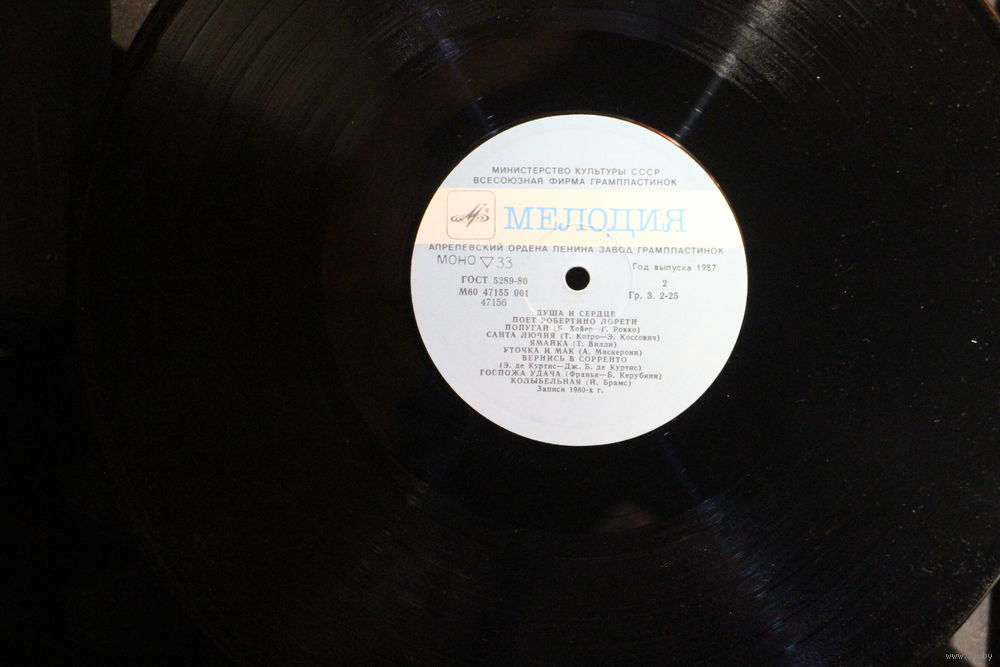 МИНИСТЕРСТВО КУЛЬТУРЫ СССР
ВСЕСОЮЗНАЯ ФИРМА ГРАМПЛАСТИНОК
МЕЛОДИЯ
АПРЕЛЕВСКИЙ ОРДЕНА ЛЕНИНА ЗАВОД ГРАМПЛАСТИНОК
МОНО ▽ 33
Год выпуска 1987
ГОСТ 5289-80
2
М60 47155 001
Гр. 3. 2-25
47156
ДУША И СЕРДЦЕ
ПОЕТ РОБЕРТИНО ЛОРЕТИ
ПОПУГАЙ (Б. Хойер—Г. Рокко)
САНТА ЛЮЧИЯ (Т. Котро—Э. Коссович)
ЯМАЙКА (Т. Вилли)
УТОЧКА И МАК (А. Маскерони)
ВЕРНИСЬ В СОРРЕНТО
(Э. де Куртис—Дж. Б. де Куртис)
ГОСПОЖА УДАЧА (Франья—Б. Керубини)
КОЛЫБЕЛЬНАЯ (Й. Брамс)
Записи 1960-х г.